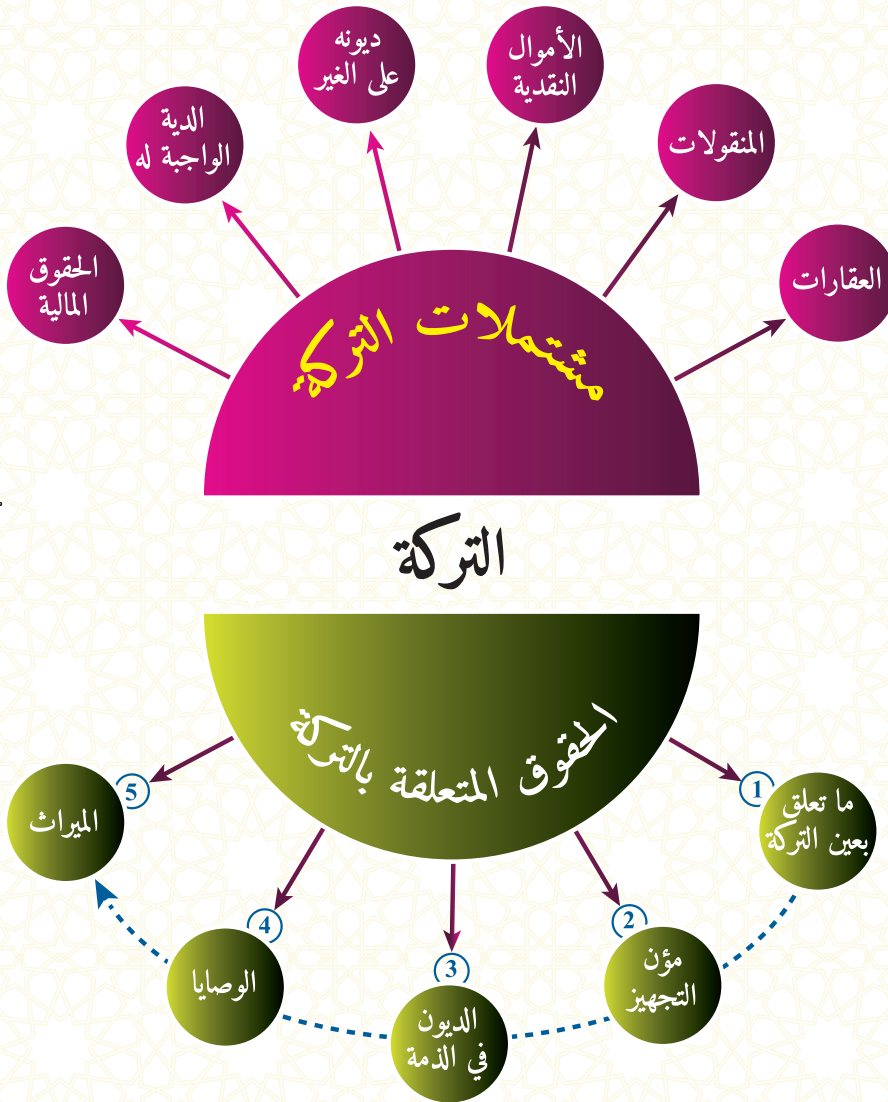 العقارات
المنقولات
الأموال
النقدية
ديونه
على الغير
الدية
الواجبة له
الحقوق
المالية
مشتملات التركة
التركة
الحقوق المتعلقة بالتركة
1
ما تعلق
بعين التركة
2
مؤن
التجهيز
3
الديون
في الذمة
4
الوصايا
5
الميراث